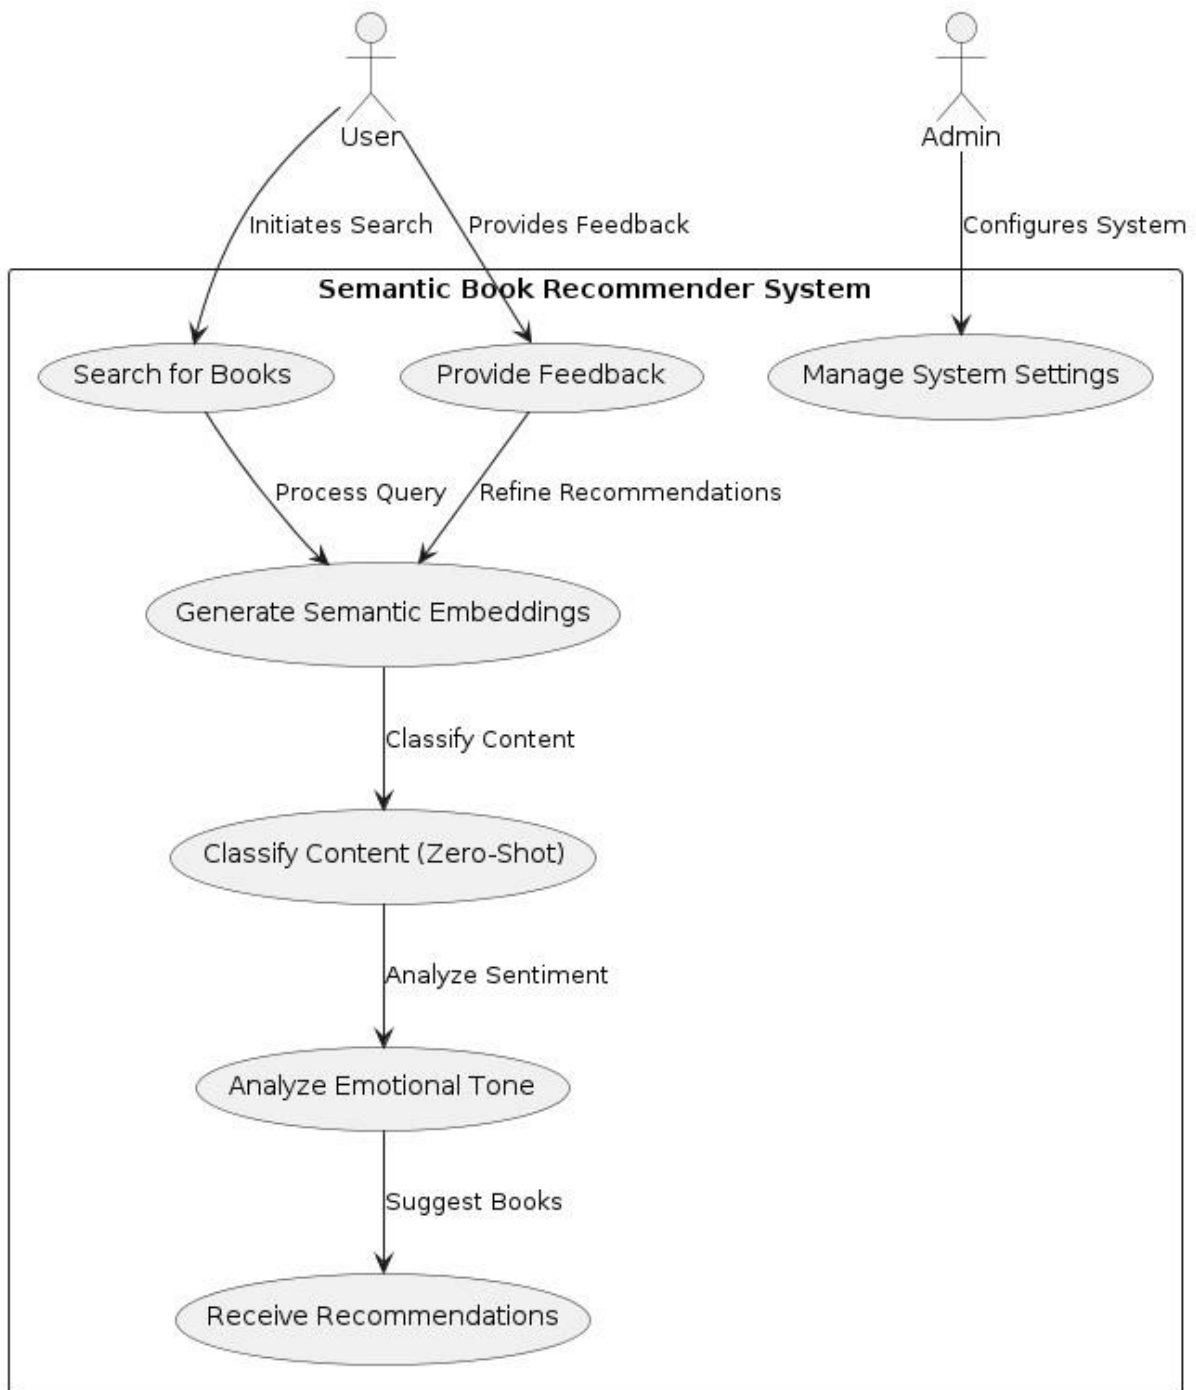 User
Admin
Initiates Search
Provides Feedback
Configures System
Semantic Book Recommender System
Search for Books
Provide Feedback
Manage System Settings
Process Query
Refine Recommendations
Generate Semantic Embeddings
Classify Content
Classify Content (Zero-Shot)
Analyze Sentiment
Analyze Emotional Tone
Suggest Books
Receive Recommendations